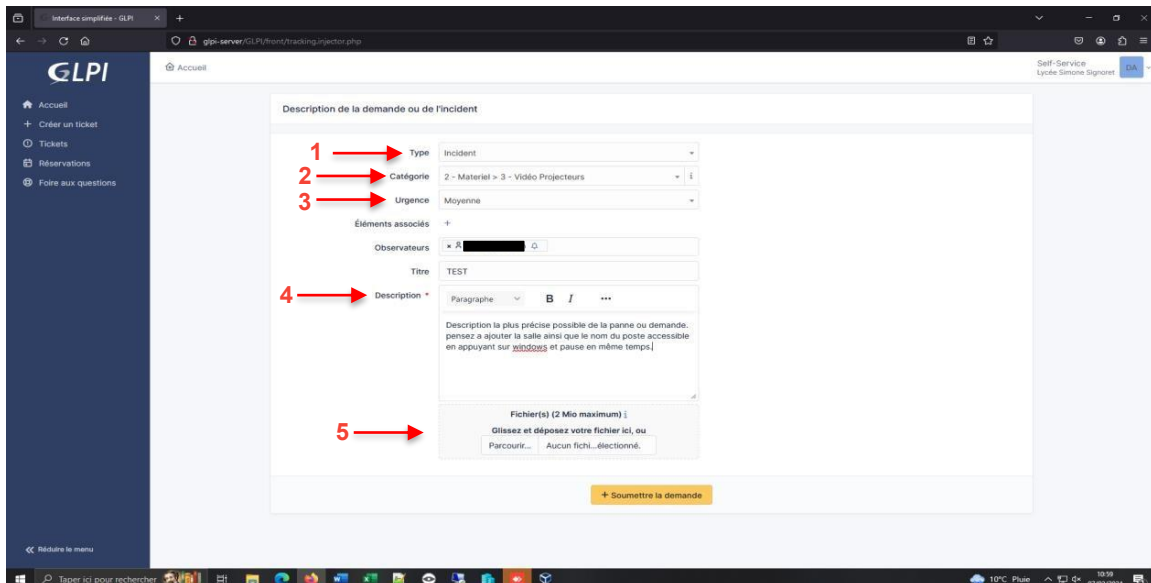 Interface simplifiée - GLPI
glpi-server/GLPI/front/tracking.injector.php
GLPI
Accueil
Self-Service
Lycée Simone Signoret
DA
Accueil
Créer un ticket
Tickets
Réservations
Foire aux questions
Description de la demande ou de l'incident
1 Type Incident
2 Catégorie 2 - Materiel > 3 - Vidéo Projecteurs
3 Urgence Moyenne
Éléments associés +
Observateurs
Titre TEST
4 Description * Paragraphe B I ...
Description la plus précise possible de la panne ou demande.
pensez a ajouter la salle ainsi que le nom du poste accessible
en appuyant sur windows et pause en même temps.
Fichier(s) (2 Mio maximum) i
5 Glissez et déposez votre fichier ici, ou
Parcourir... Aucun fichi...électionné.
+ Soumettre la demande
Réduire le menu
Taper ici pour rechercher
10°C Pluie
10:59